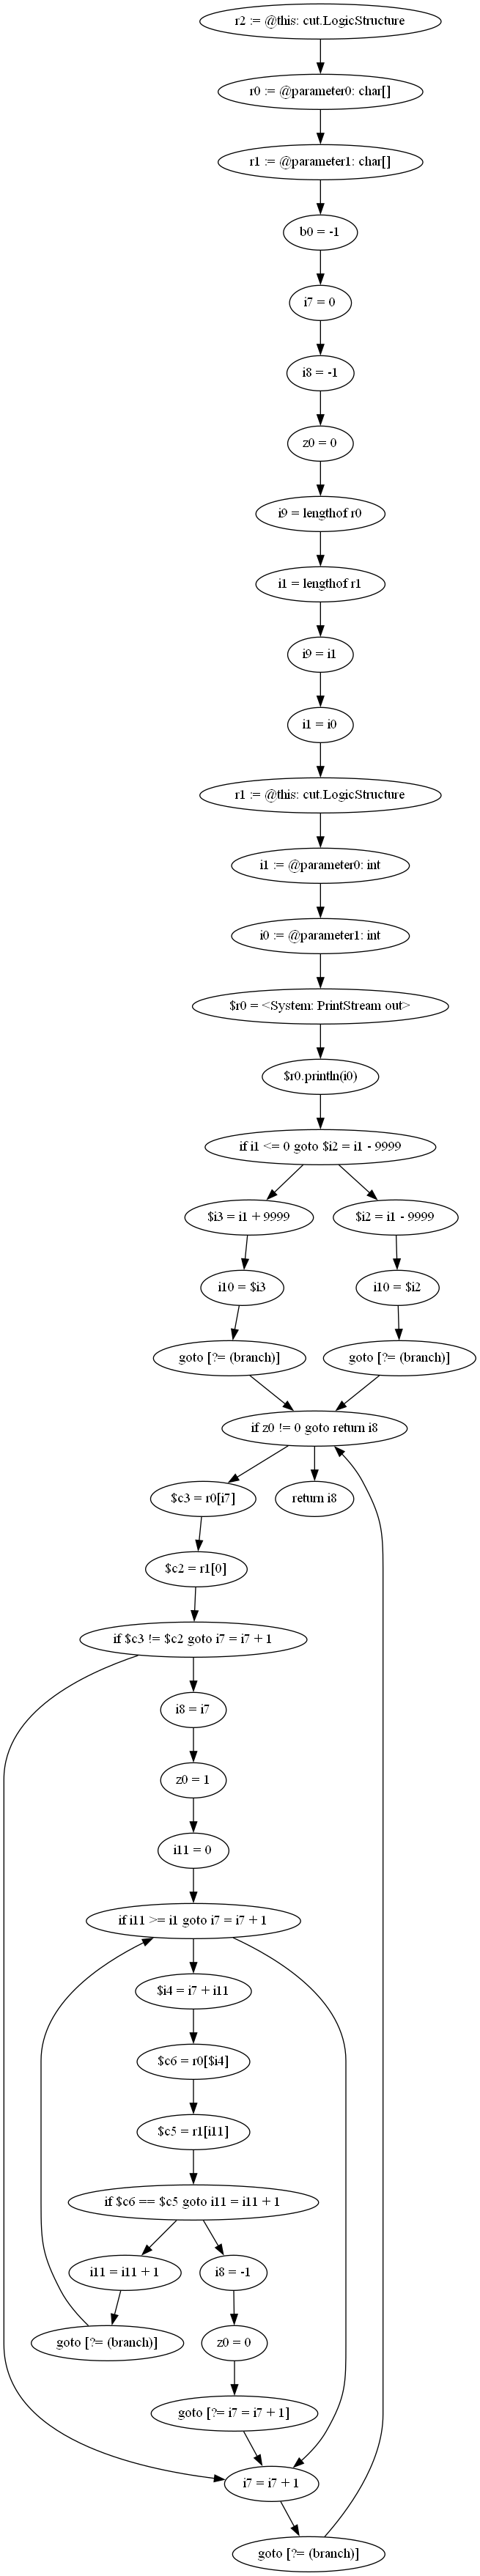 r2 := @this: cut.LogicStructure
r0 := @parameter0: char[]
r1 := @parameter1: char[]
b0 = -1
i7 = 0
i8 = -1
z0 = 0
i9 = lengthof r0
i1 = lengthof r1
i9 = i1
i1 = i0
r1 := @this: cut.LogicStructure
i1 := @parameter0: int
i0 := @parameter1: int
$r0 = <System: PrintStream out>
$r0.println(i0)
if i1 <= 0 goto $i2 = i1 - 9999
$i3 = i1 + 9999
$i2 = i1 - 9999
i10 = $i3
i10 = $i2
goto [?= (branch)]
goto [?= (branch)]
if z0 != 0 goto return i8
$c3 = r0[i7]
return i8
$c2 = r1[0]
if $c3 != $c2 goto i7 = i7 + 1
i8 = i7
z0 = 1
i11 = 0
if i11 >= i1 goto i7 = i7 + 1
$i4 = i7 + i11
$c6 = r0[$i4]
$c5 = r1[i11]
if $c6 == $c5 goto i11 = i11 + 1
i11 = i11 + 1
i8 = -1
goto [?= (branch)]
z0 = 0
goto [?= i7 = i7 + 1]
i7 = i7 + 1
goto [?= (branch)]